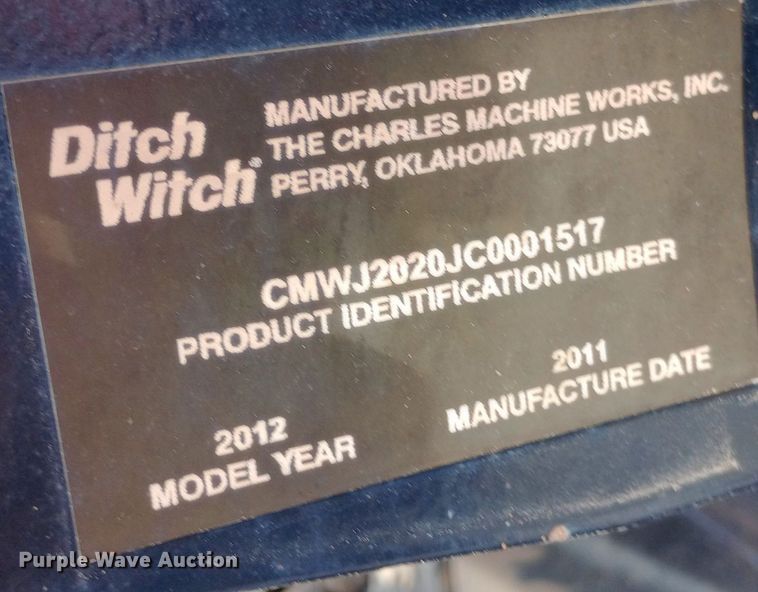 Ditch
Witch®
MANUFACTURED BY
THE CHARLES MACHINE WORKS, INC.
PERRY, OKLAHOMA 73077 USA
CMWJ2020JC0001517
PRODUCT IDENTIFICATION NUMBER
2012
MODEL YEAR
2011
MANUFACTURE DATE
Purple Wave Auction